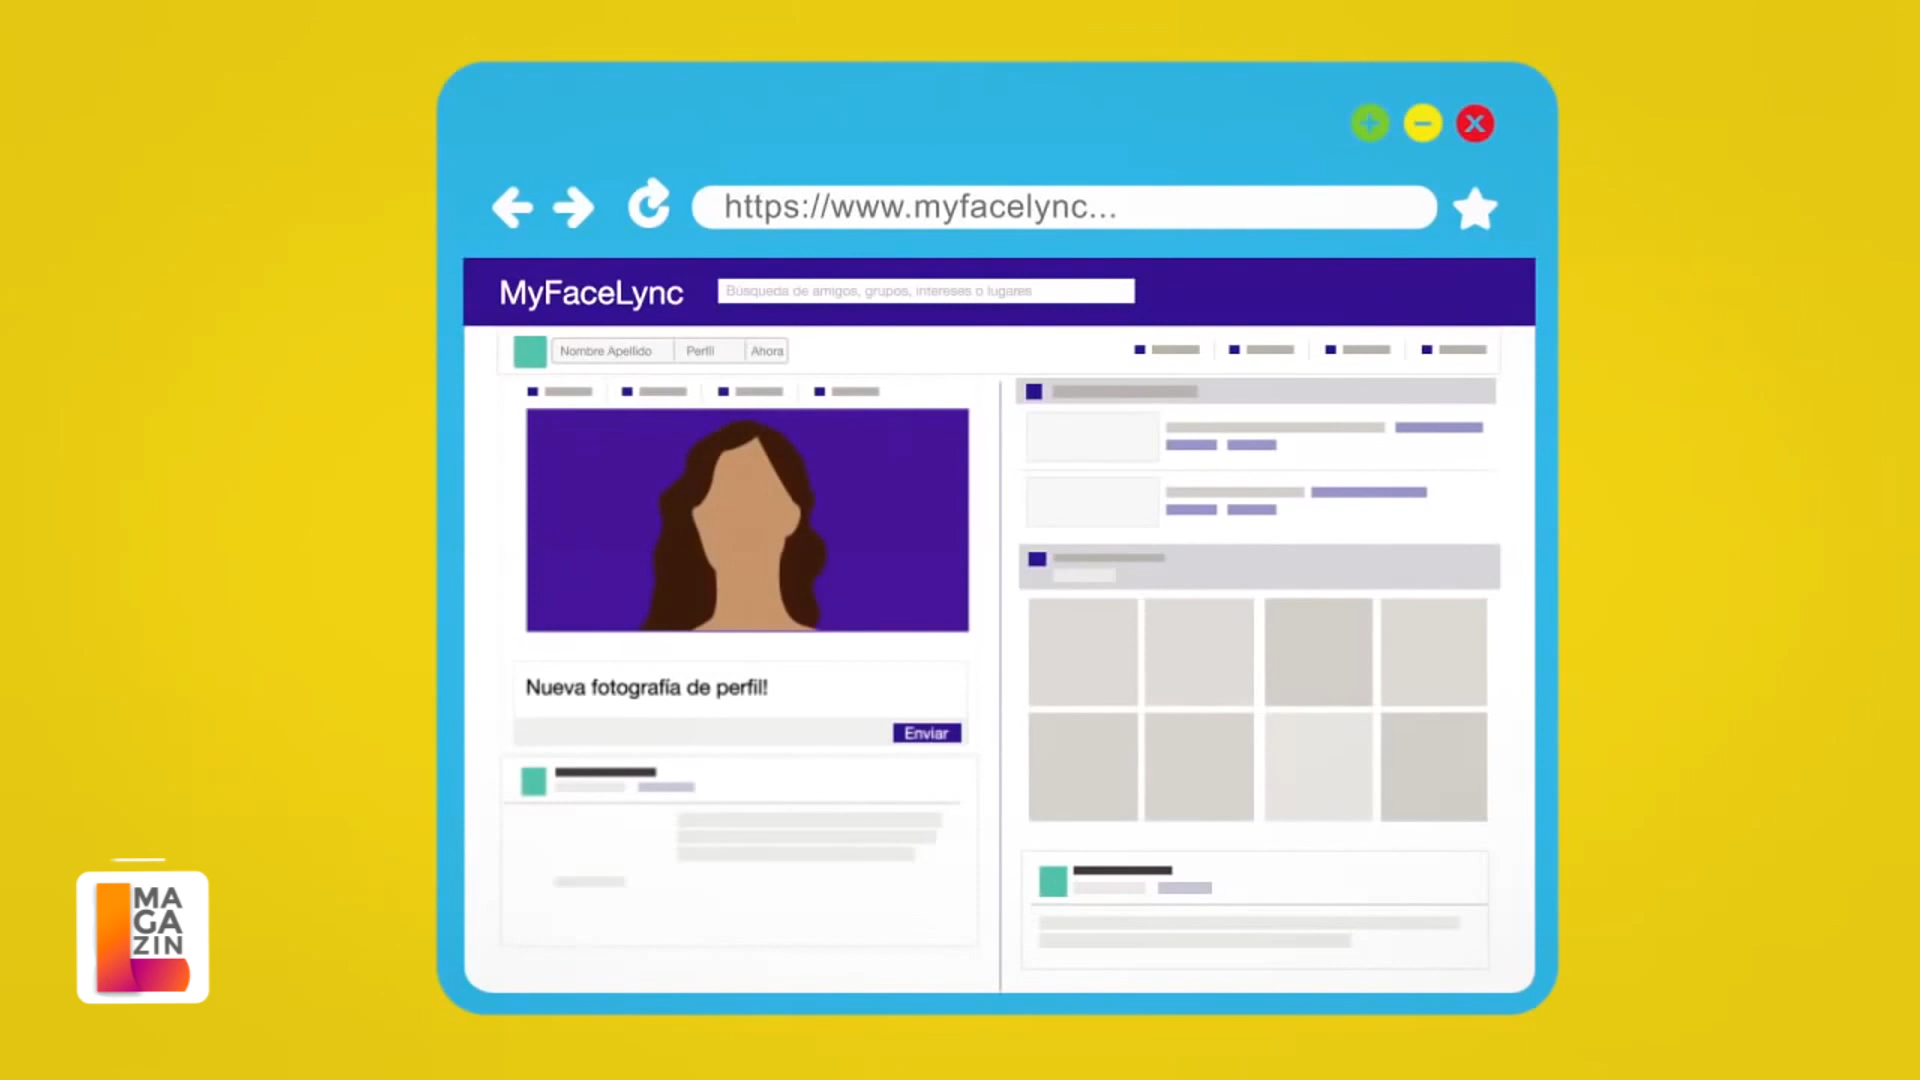 https://www.myfacelync...
MyFaceLync
Búsqueda de amigos, grupos, intereses o lugares
Nombre Apellido
Perfil
Ahora
Nueva fotografía de perfil!
Enviar
MA
GA
ZIN